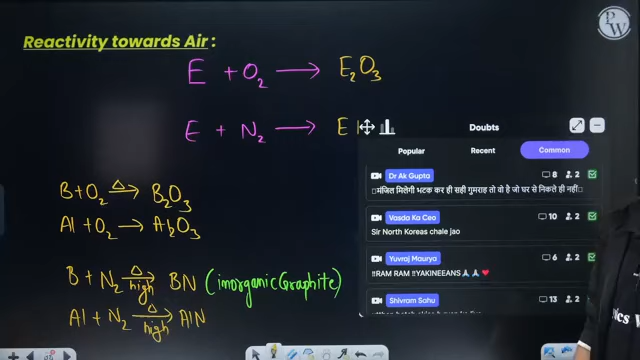 Reactivity towards Air:
E + O₂ ⟶ E₂O₃
E + N₂ ⟶ E
B+O₂ –Δ→ B₂O₃
Al + O₂ ⟶ Al₂O₃
B + N₂ –Δ high→ BN (inorganic Graphite)
Al + N₂ –Δ high→ AlN
Doubts
Popular Recent Common
Dr Ak Gupta 8 2
मंजिल मिलेगी भटक कर ही सही गुमराह तो वो है जो घर से निकले ही नहीं
Vasda Ka Ceo 10 2
Sir North Koreas chale jao
Yuvraj Maurya 6 2
!!RAM RAM !!YAKINEEANS🙏🙏❤️
Shivram Sahu 13 2
W